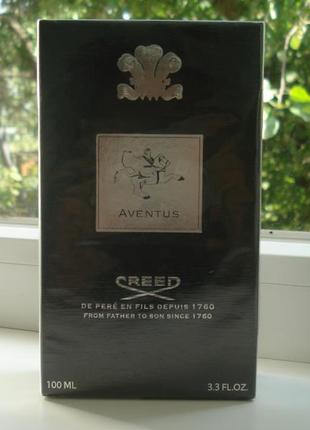 AVENTUS
CREED
DE PERÉ EN FILS DEPUIS 1760
FROM FATHER TO SON SINCE 1760
100 ML 3.3 FL.OZ.